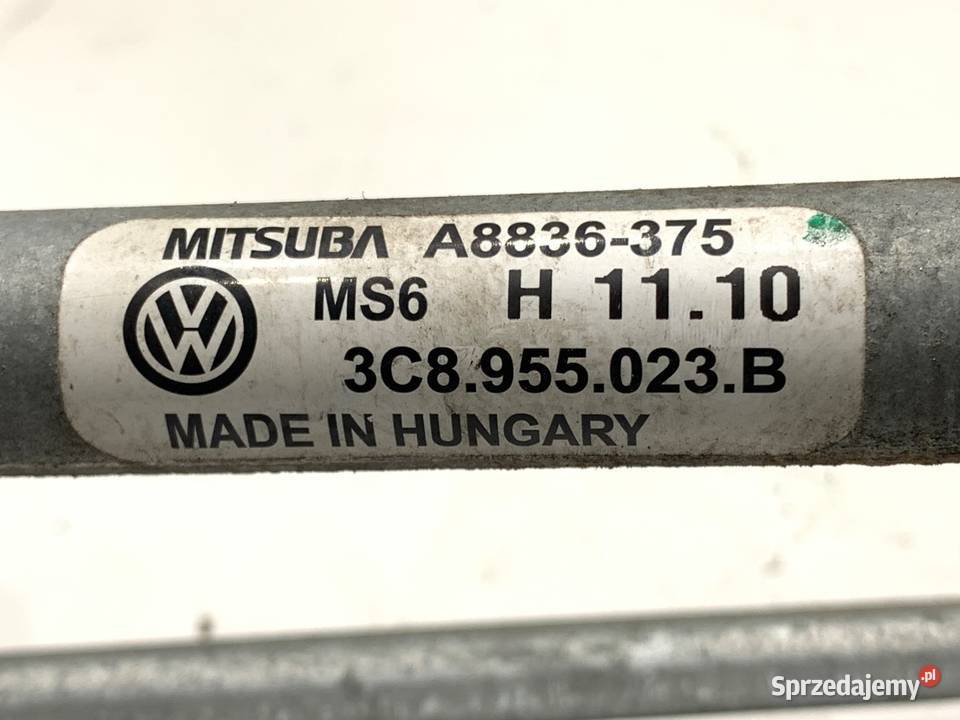 MITSUBA A8836-375
MS6 H 11.10
3C8.955.023.B
MADE IN HUNGARY
Sprzedajemy.pl